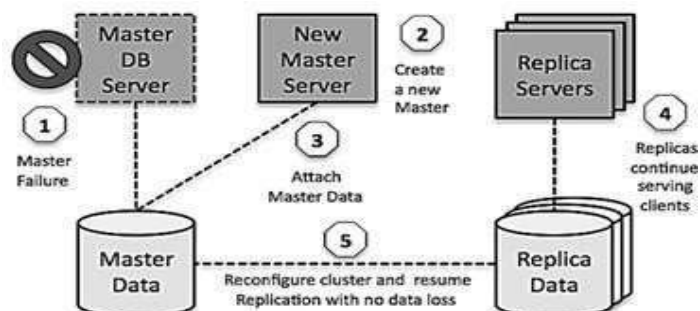 Master
DB
Server
New
Master
Server
2
Create
a new
Master
Replica
Servers
1
Master
Failure
3
Attach
Master Data
4
Replicas
continue
serving
clients
Master
Data
5
Reconfigure cluster and resume
Replication with no data loss
Replica
Data